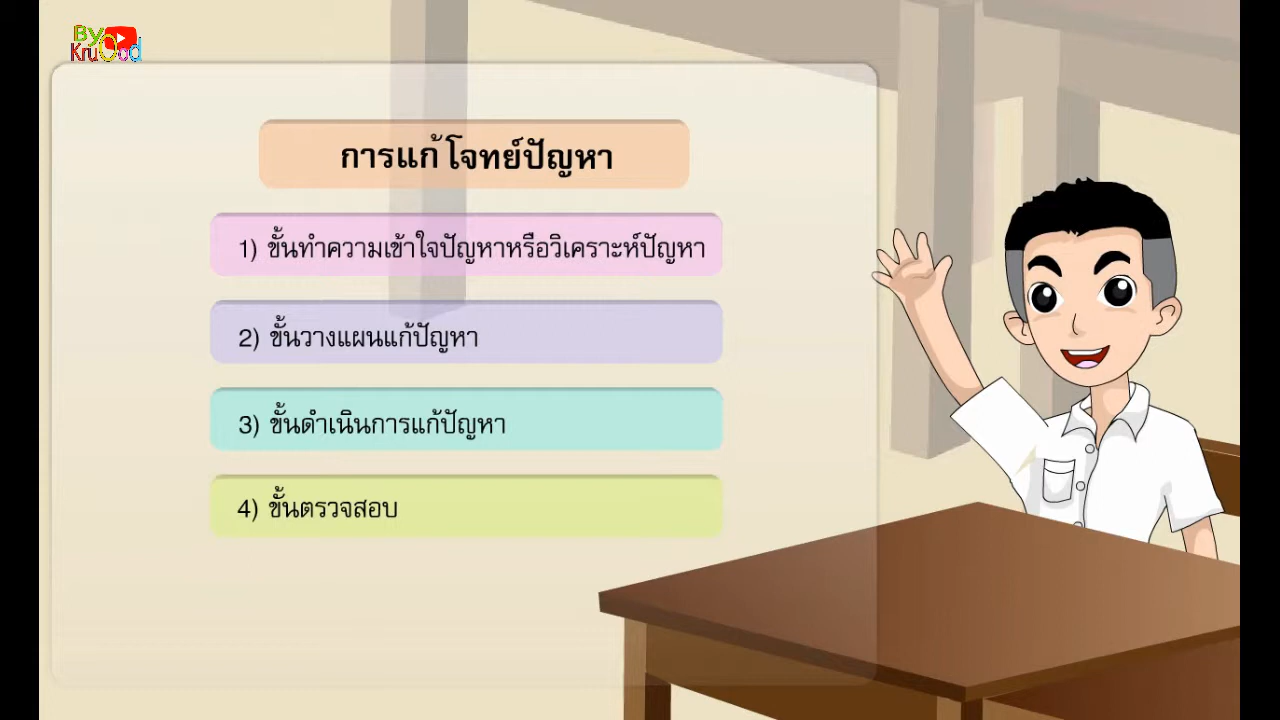 By
KruOod
การแก้โจทย์ปัญหา
1) ขั้นทำความเข้าใจปัญหาหรือวิเคราะห์ปัญหา
2) ขั้นวางแผนแก้ปัญหา
3) ขั้นดำเนินการแก้ปัญหา
4) ขั้นตรวจสอบ